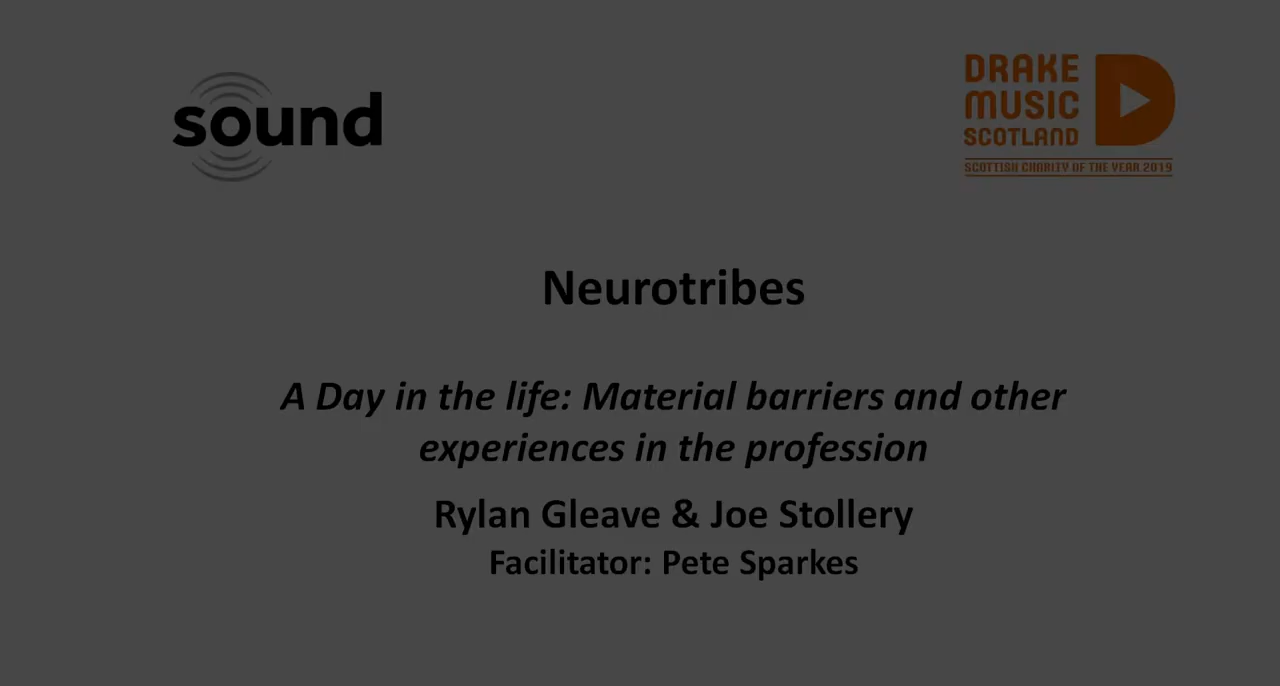 sound
DRAKE
MUSIC
SCOTLAND
SCOTTISH CHARITY OF THE YEAR 2019
Neurotribes
A Day in the life: Material barriers and other
experiences in the profession
Rylan Gleave & Joe Stollery
Facilitator: Pete Sparkes